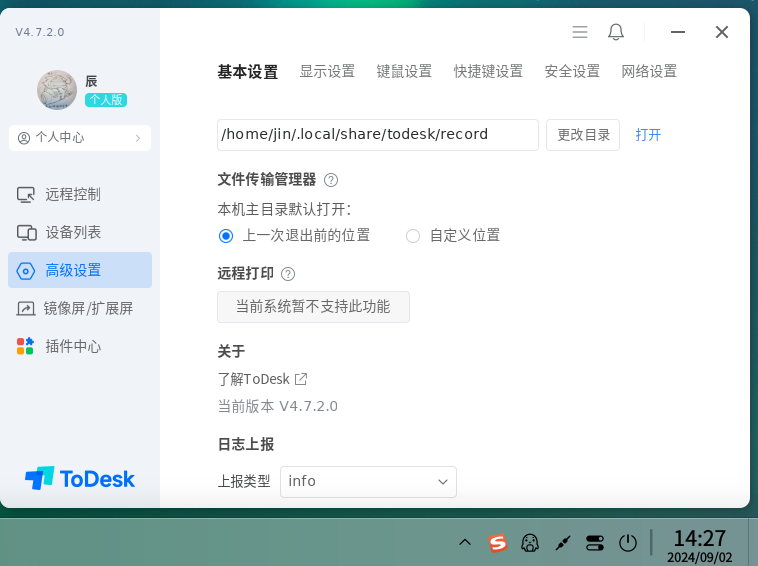 V4.7.2.0
辰
个人版
个人中心
远程控制
设备列表
高级设置
镜像屏/扩展屏
插件中心
ToDesk
基本设置 显示设置 键鼠设置 快捷键设置 安全设置 网络设置
/home/jin/.local/share/todesk/record 更改目录 打开
文件传输管理器 ?
本机主目录默认打开：
上一次退出前的位置 自定义位置
远程打印 ?
当前系统暂不支持此功能
关于
了解ToDesk
当前版本 V4.7.2.0
日志上报
上报类型 info
S
14:27
2024/09/02